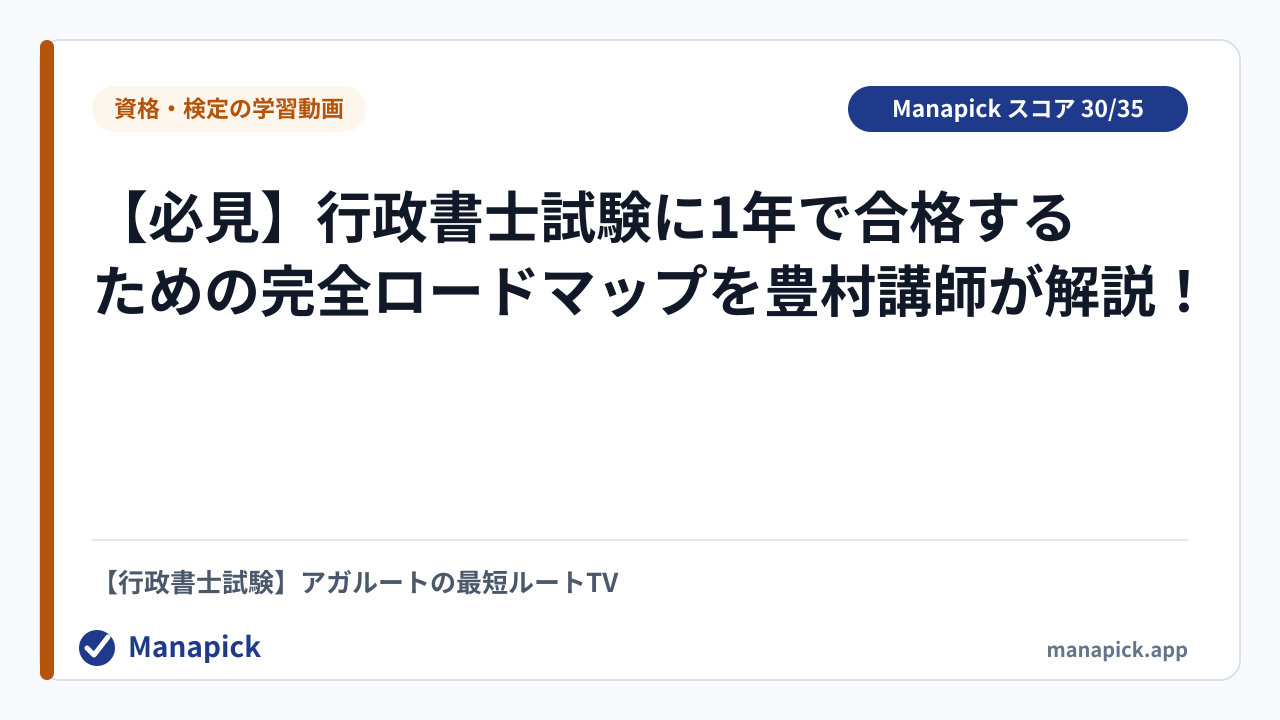 資格・検定の学習動画
Manapick スコア 30/35
【必見】行政書士試験に1年で合格する
ための完全ロードマップを豊村講師が解説！
【行政書士試験】アガルートの最短ルートTV
Manapick
manapick.app